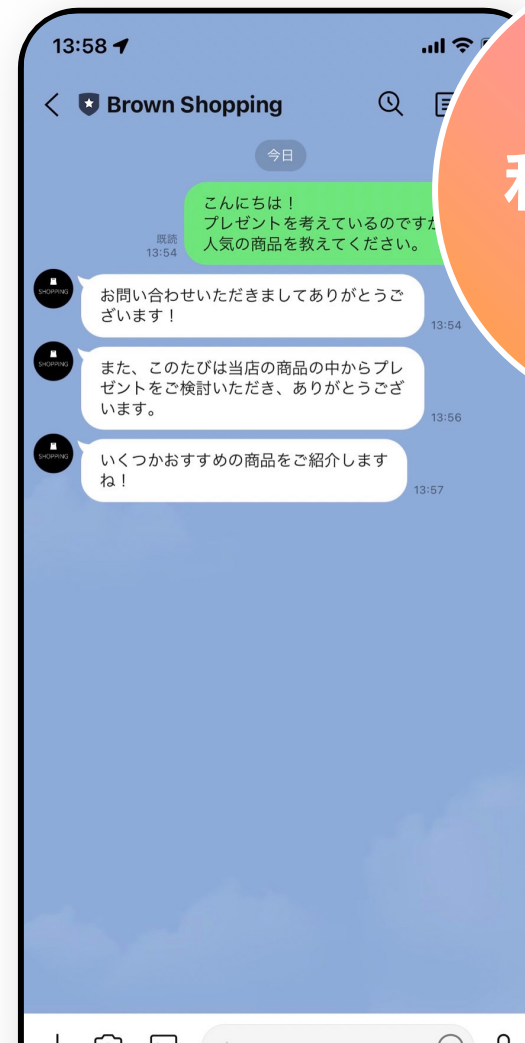 13:58
Brown Shopping
今日
こんにちは！
プレゼントを考えているのです
人気の商品を教えてください。
既読
13:54
SHOPPING
お問い合わせいただきましてありがとうご
ざいます！
13:54
SHOPPING
また、このたびは当店の商品の中からプレ
ゼントをご検討いただき、ありがとうござ
います。
13:56
SHOPPING
いくつかおすすめの商品をご紹介します
ね！
13:57